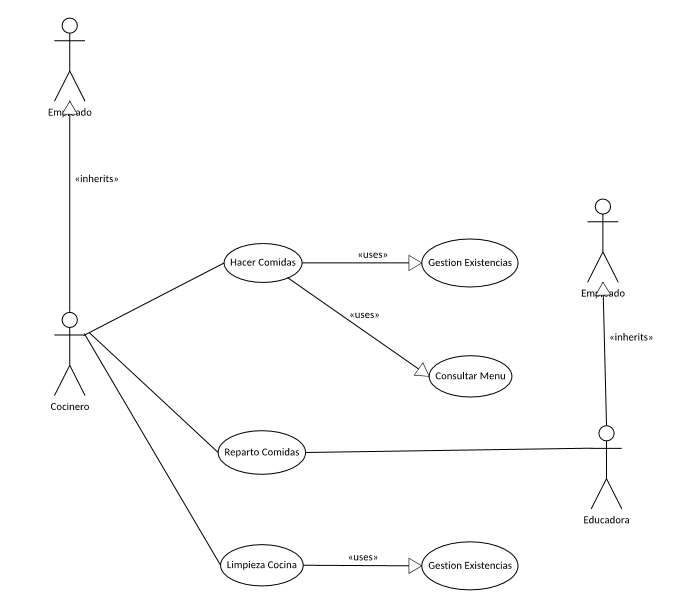 Empleado
«inherits»
Hacer Comidas
«uses»
Gestion Existencias
Empleado
«uses»
«inherits»
Consultar Menu
Cocinero
Reparto Comidas
Educadora
Limpieza Cocina
«uses»
Gestion Existencias